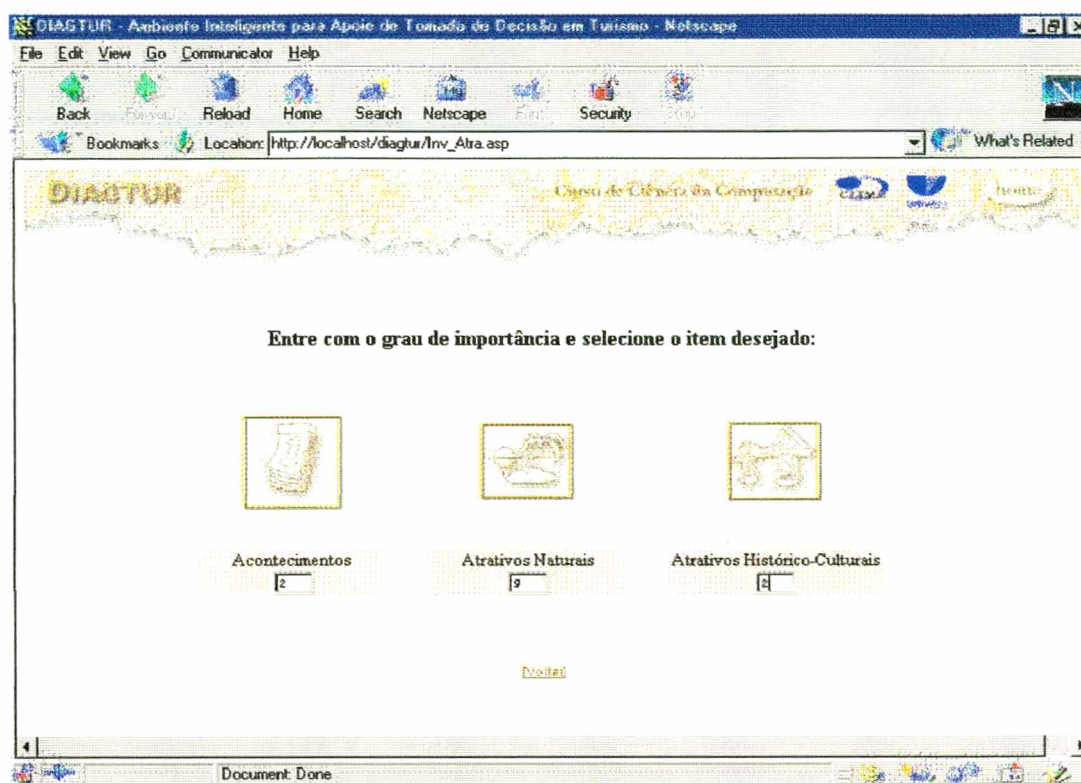 DIAGTUR - Ambiente Inteligente para Apoio de Tomada de Decisão em Turismo - Netscape
File Edit View Go Communicator Help
Back Forward Reload Home Search Netscape Print Security Stop
Bookmarks Location: http://localhost/diagtur/Inv_Atra.asp What's Related
DIAGTUR Curso de Ciência da Computação home
Entre com o grau de importância e selecione o item desejado:
Acontecimentos Atrativos Naturais Atrativos Histórico-Culturais
2 9 2
[Voltar]
Document: Done